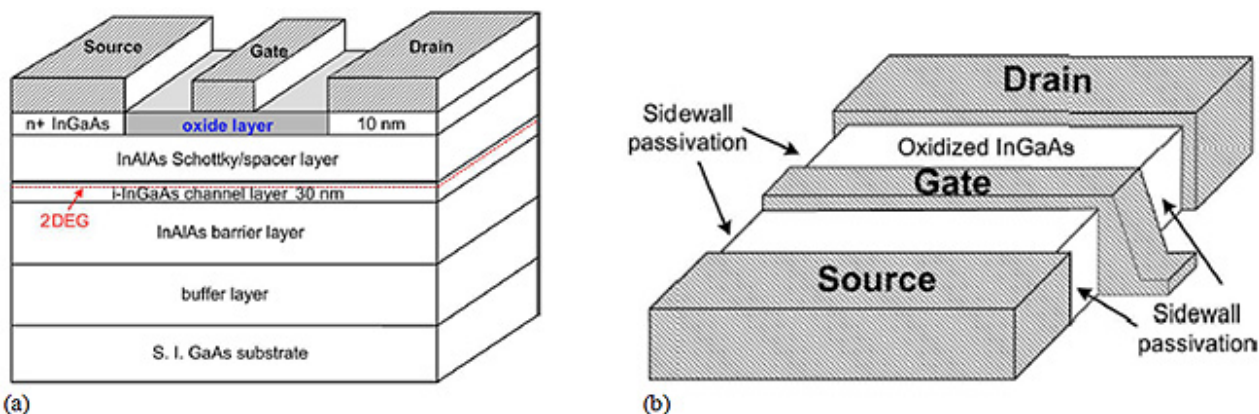 Source
Gate
Drain
n+ InGaAs
oxide layer
10 nm
InAlAs Schottky/spacer layer
i-InGaAs channel layer 30 nm
2DEG
InAlAs barrier layer
buffer layer
S. I. GaAs substrate
(a)
Drain
Sidewall
passivation
Oxidized InGaAs
Gate
Source
Sidewall
passivation
(b)